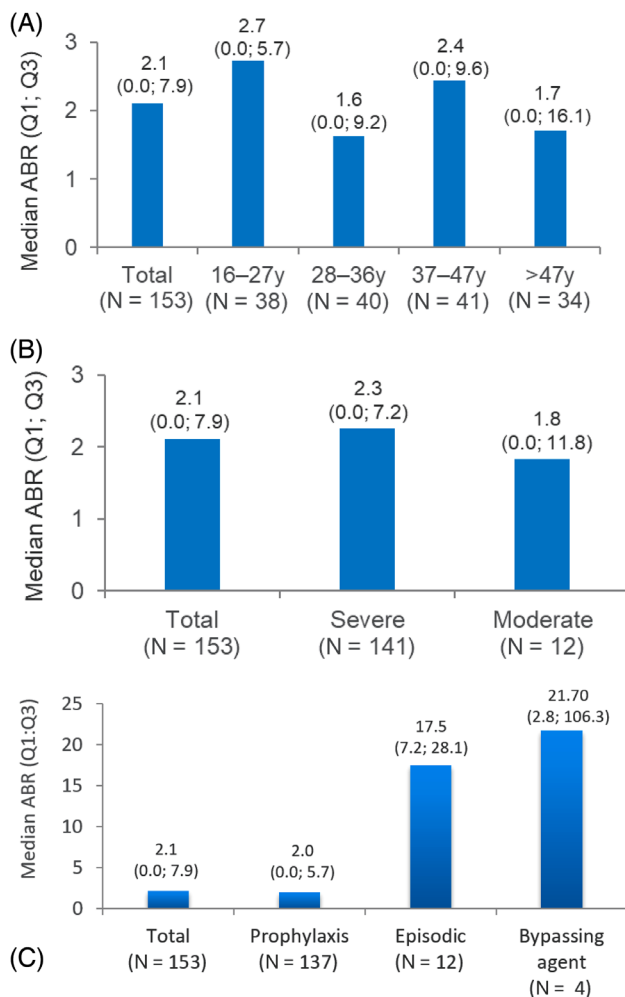 (A)
Median ABR (Q1; Q3)
3
2
1
0
2.1
(0.0; 7.9)
2.7
(0.0; 5.7)
1.6
(0.0; 9.2)
2.4
(0.0; 9.6)
1.7
(0.0; 16.1)
Total
(N = 153)
16–27y
(N = 38)
28–36y
(N = 40)
37–47y
(N = 41)
>47y
(N = 34)
(B)
Median ABR (Q1; Q3)
3
2
1
0
2.1
(0.0; 7.9)
2.3
(0.0; 7.2)
1.8
(0.0; 11.8)
Total
(N = 153)
Severe
(N = 141)
Moderate
(N = 12)
Median ABR (Q1:Q3)
25
20
15
10
5
0
2.1
(0.0; 7.9)
2.0
(0.0; 5.7)
17.5
(7.2; 28.1)
21.70
(2.8; 106.3)
Total
(N = 153)
Prophylaxis
(N = 137)
Episodic
(N = 12)
Bypassing
agent
(N = 4)
(C)